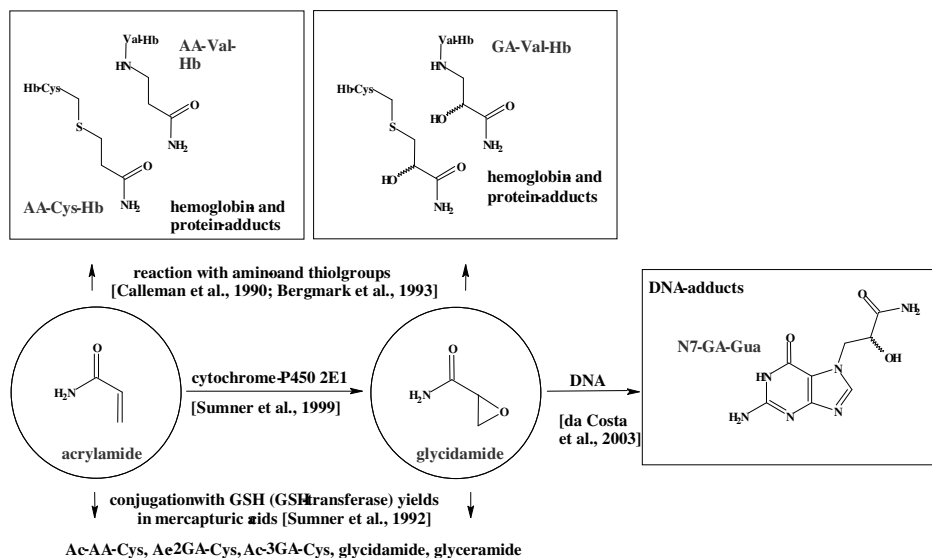 Val-Hb
AA-Val-
Hb
HN
Hb-Cys
O
S
NH2
O
NH2
AA-Cys-Hb
hemoglobin- and
protein-adducts
Val-Hb
GA-Val-Hb
HN
Hb-Cys
O
HO
S
NH2
O
HO
NH2
hemoglobin- and
protein-adducts
reaction with amino-and thiolgroups
[Calleman et al., 1990; Bergmark et al., 1993]
O
H2N
acrylamide
cytochrome-P450 2E1
[Sumner et al., 1999]
O
H2N
O
glycidamide
DNA
[da Costa
et al., 2003]
DNA-adducts
O
NH2
N7-GA-Gua
O
OH
HN
N
H2N
N
N
conjugationwith GSH (GSH-transferase) yields
in mercapturic acids [Sumner et al., 1992]
Ac-AA-Cys, Ac-2GA-Cys, Ac-3GA-Cys, glycidamide, glyceramide